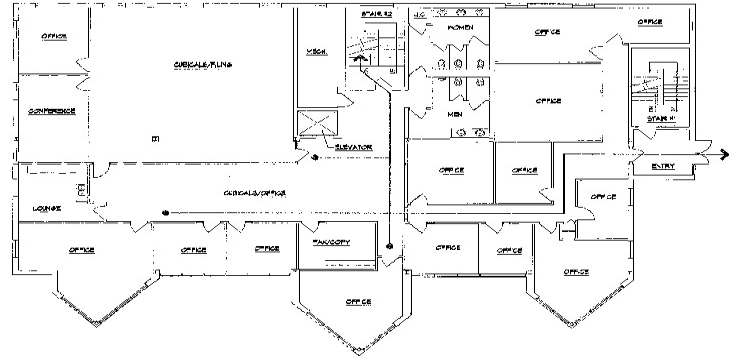 STAIR #2
OFFICE
WOMEN
OFFICE
OFFICE
OFFICE
MECH.
CUBICALS/FILING
OFFICE
CONFERENCE
MEN
STAIR #1
ELEVATOR
ENTRY
OFFICE
OFFICE
CUBICALS/OFFICE
OFFICE
LOUNGE
OFFICE
OFFICE
OFFICE
FAX/COPY
OFFICE
OFFICE
OFFICE
OFFICE